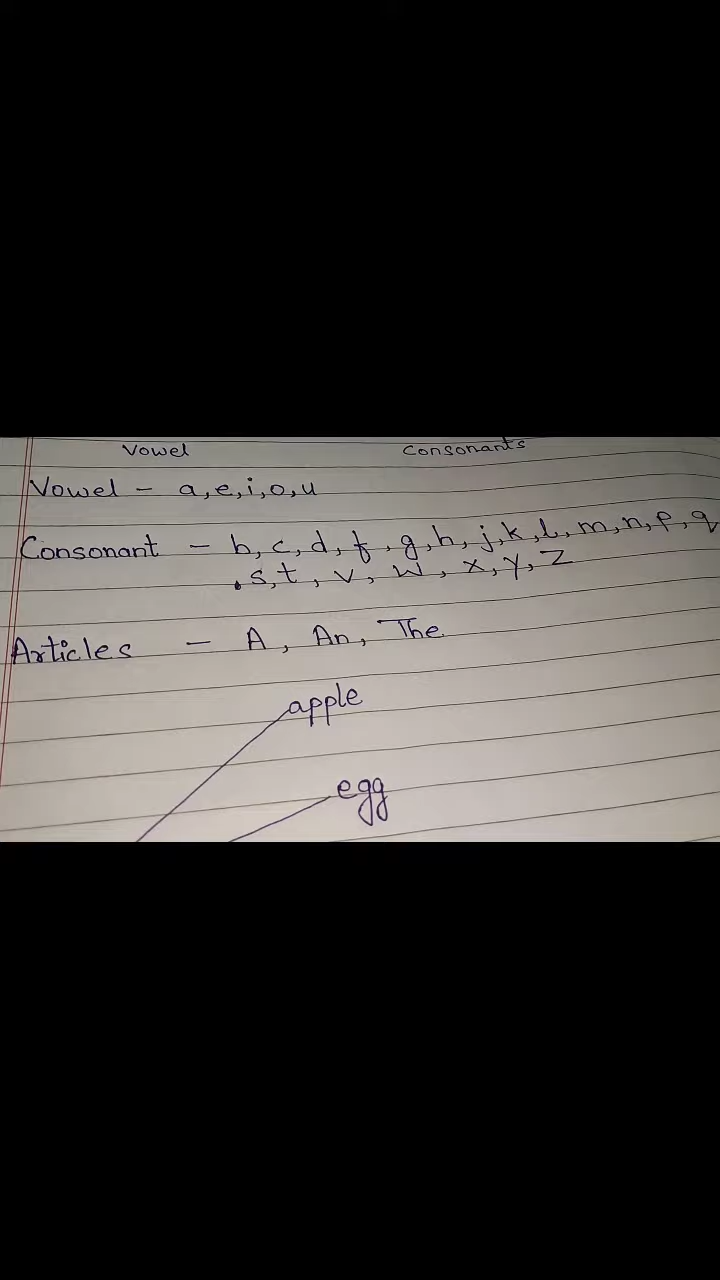 Vowel Consonants
Vowel - a, e, i, o, u
Consonant - b, c, d, f, g, h, j, k, l, m, n, p, q
. s, t, v, w, x, y, z
Articles - A, An, The
apple
egg